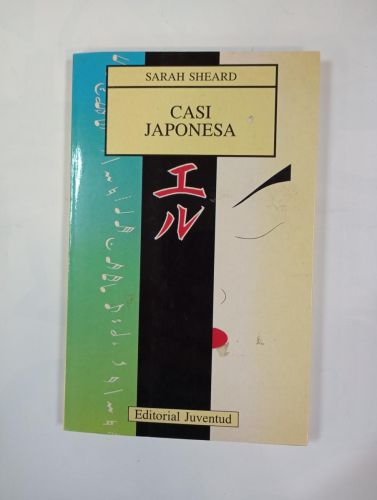 SARAH SHEARD
CASI
JAPONESA
エル
Editorial Juventud